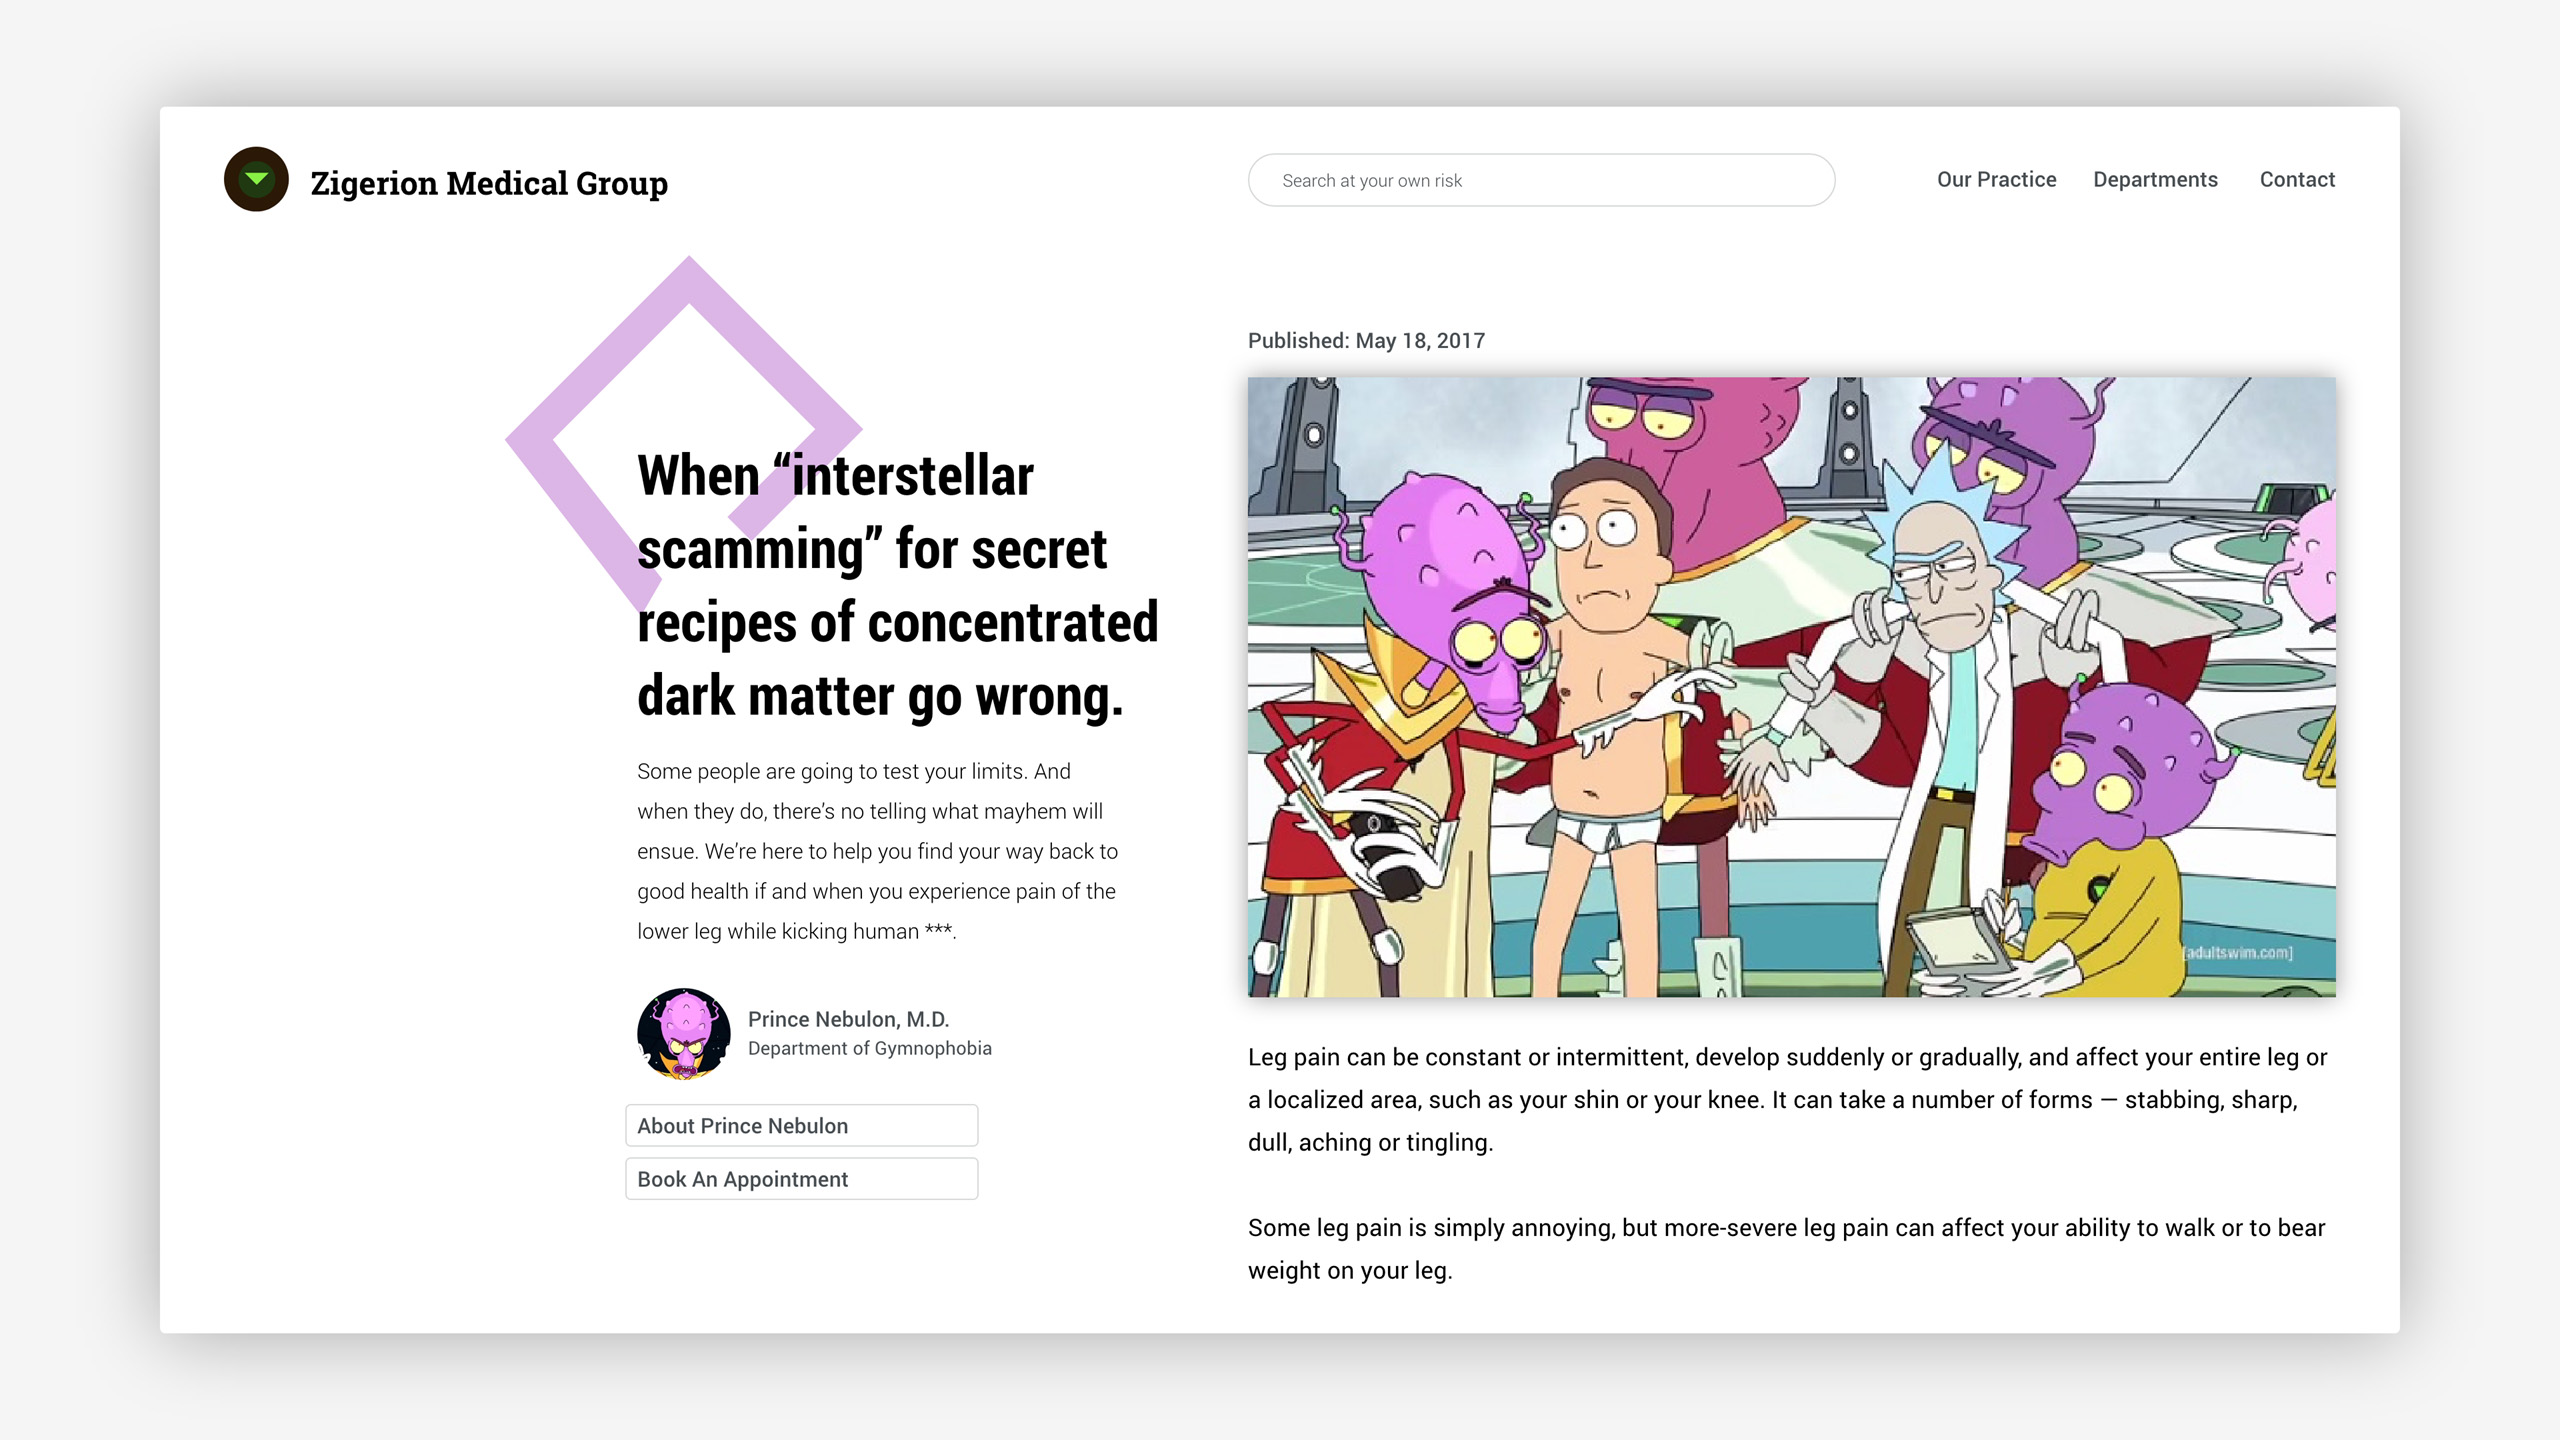 Zigerion Medical Group
Search at your own risk
Our Practice
Departments
Contact
When “interstellar
scamming” for secret
recipes of concentrated
dark matter go wrong.
Some people are going to test your limits. And
when they do, there’s no telling what mayhem will
ensue. We’re here to help you find your way back to
good health if and when you experience pain of the
lower leg while kicking human ***.
Prince Nebulon, M.D.
Department of Gymnophobia
About Prince Nebulon
Book An Appointment
Published: May 18, 2017
[adultswim.com]
Leg pain can be constant or intermittent, develop suddenly or gradually, and affect your entire leg or
a localized area, such as your shin or your knee. It can take a number of forms — stabbing, sharp,
dull, aching or tingling.
Some leg pain is simply annoying, but more-severe leg pain can affect your ability to walk or to bear
weight on your leg.